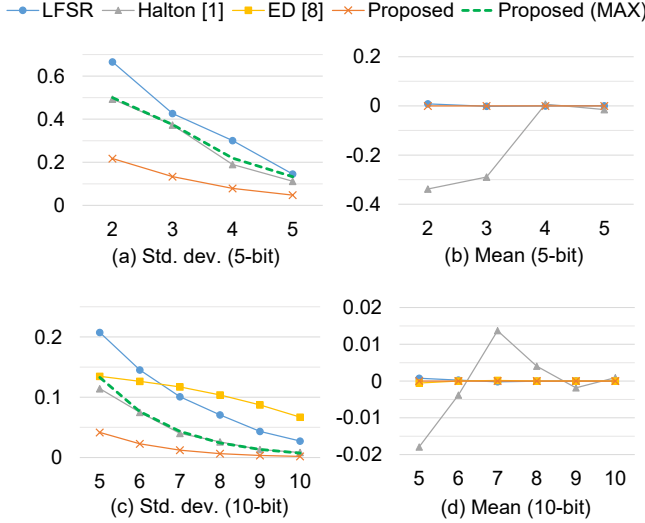 LFSR Halton [1] ED [8] Proposed Proposed (MAX)
0.6
0.4
0.2
0
2 3 4 5
(a) Std. dev. (5-bit)
0.2
0
-0.2
-0.4
2 3 4 5
(b) Mean (5-bit)
0.2
0.1
0
5 6 7 8 9 10
(c) Std. dev. (10-bit)
0.02
0.01
0
-0.01
-0.02
5 6 7 8 9 10
(d) Mean (10-bit)